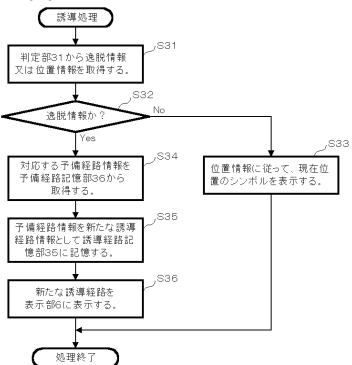 誘導処理
S31
判定部31から逸脱情報
又は位置情報を取得する。
S32
逸脱情報か？
No
Yes
S34
対応する予備経路情報を
予備経路記憶部36から
取得する。
S33
位置情報に従って、現在位
置のシンボルを表示する。
S35
予備経路情報を新たな誘導
経路情報として誘導経路記
憶部35に記憶する。
S36
新たな誘導経路を
表示部6に表示する。
処理終了